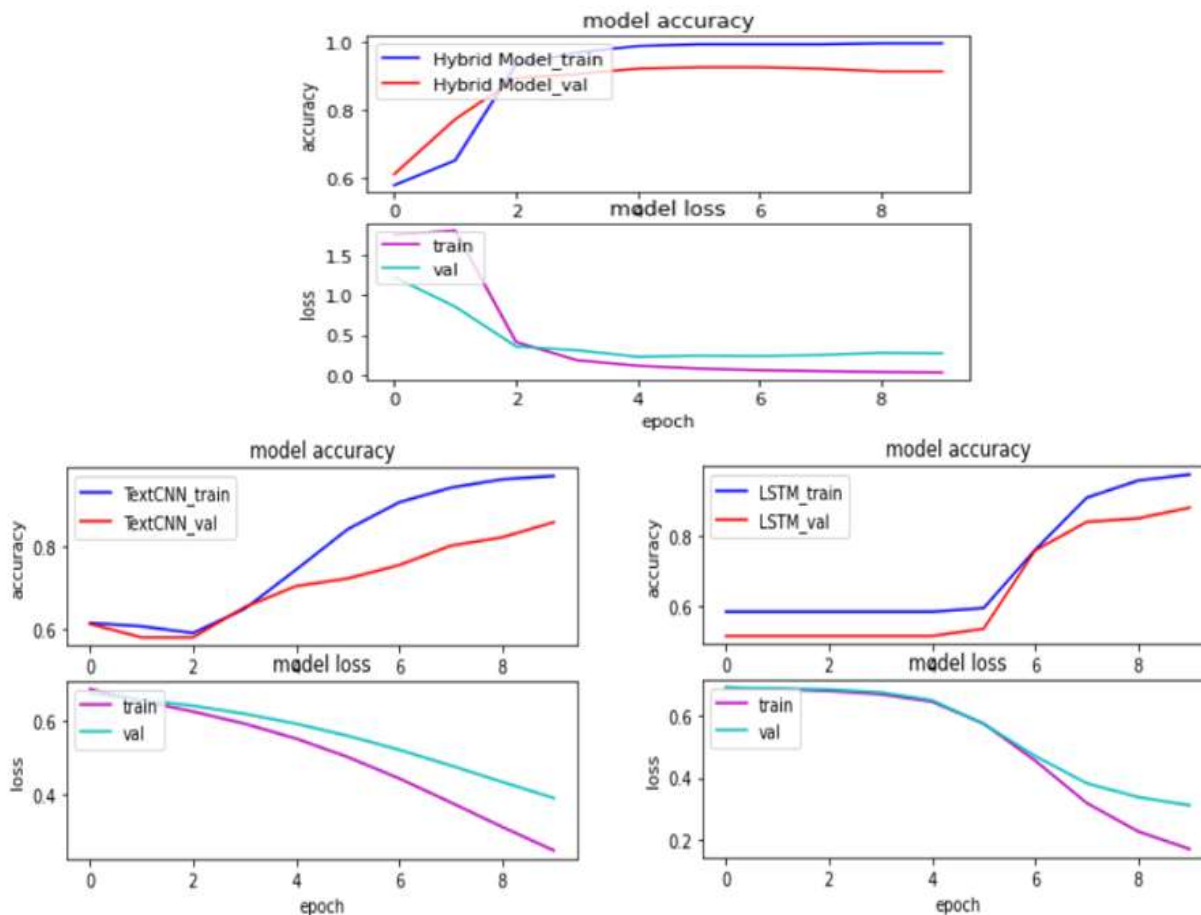 model accuracy
Hybrid Model_train
Hybrid Model_val
accuracy
1.0
0.8
0.6
0 2 4 6 8
model loss
train
val
loss
1.5
1.0
0.5
0.0
0 2 4 6 8
epoch
model accuracy
TextCNN_train
TextCNN_val
accuracy
0.8
0.6
0 2 4 6 8
model loss
train
val
loss
0.6
0.4
0 2 4 6 8
epoch
model accuracy
LSTM_train
LSTM_val
accuracy
0.8
0.6
0 2 4 6 8
model loss
train
val
loss
0.6
0.4
0.2
0 2 4 6 8
epoch